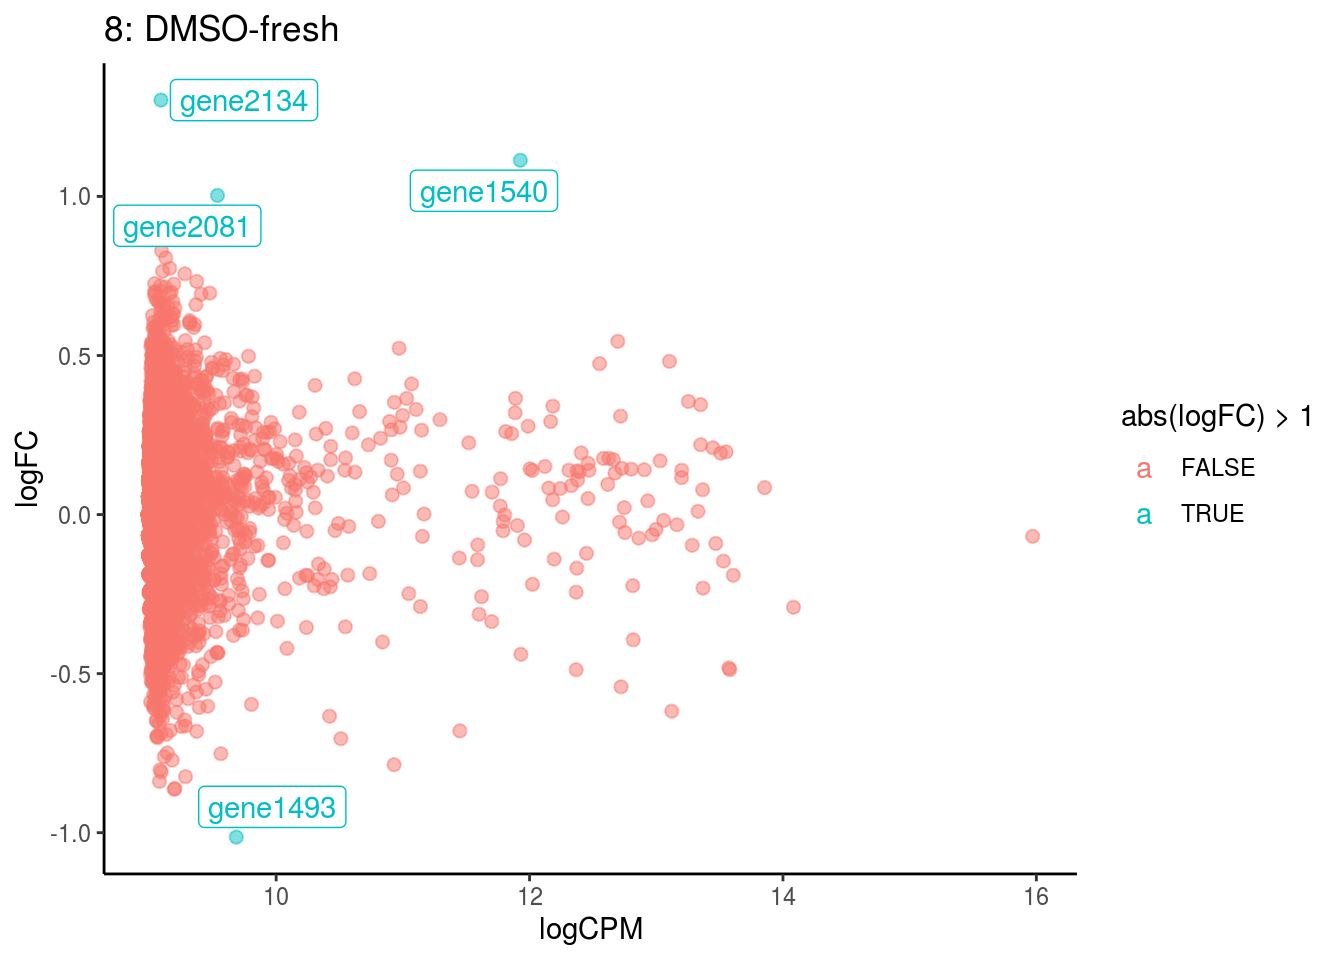 8: DMSO-fresh
gene2134
gene1540
gene2081
gene1493
logFC
1.0
0.5
0.0
-0.5
-1.0
10 12 14 16
logCPM
abs(logFC) > 1
a FALSE
a TRUE